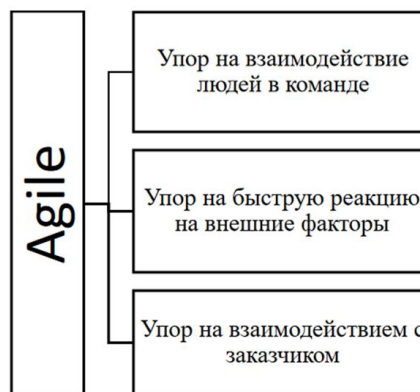 Agile
Упор на взаимодействие
людей в команде
Упор на быструю реакцию
на внешние факторы
Упор на взаимодействием с
заказчиком